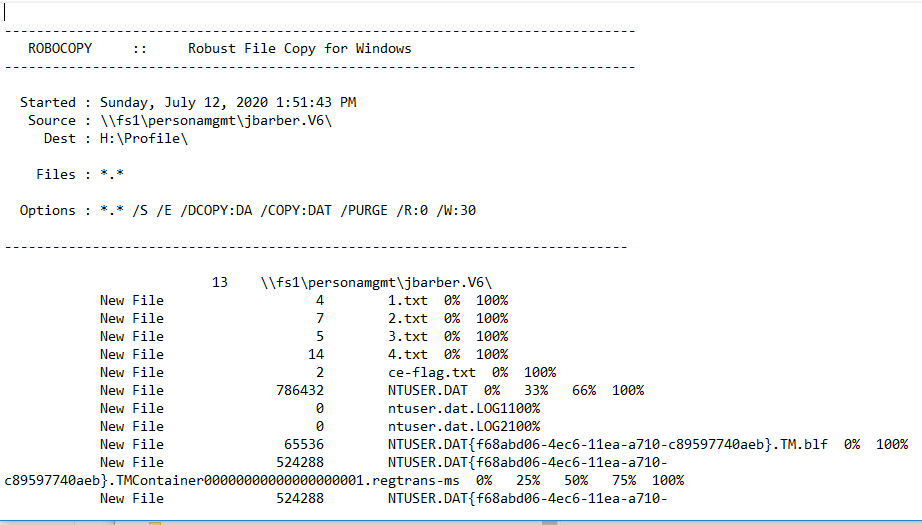 -------------------------------------------------------------------------------
   ROBOCOPY     ::     Robust File Copy for Windows
-------------------------------------------------------------------------------
  Started : Sunday, July 12, 2020 1:51:43 PM
   Source : \\fs1\personamgmt\jbarber.V6\
     Dest : H:\Profile\
    Files : *.*
  Options : *.* /S /E /DCOPY:DA /COPY:DAT /PURGE /R:0 /W:30
------------------------------------------------------------------------------
                          13    \\fs1\personamgmt\jbarber.V6\
            New File                   4        1.txt  0%  100%
            New File                   7        2.txt  0%  100%
            New File                   5        3.txt  0%  100%
            New File                  14        4.txt  0%  100%
            New File                   2        ce-flag.txt  0%  100%
            New File              786432        NTUSER.DAT  0%   33%   66%  100%
            New File                   0        ntuser.dat.LOG1100%
            New File                   0        ntuser.dat.LOG2100%
            New File               65536        NTUSER.DAT{f68abd06-4ec6-11ea-a710-c89597740aeb}.TM.blf  0%  100%
            New File              524288        NTUSER.DAT{f68abd06-4ec6-11ea-a710-
c89597740aeb}.TMContainer00000000000000000001.regtrans-ms  0%   25%   50%   75%  100%
            New File              524288        NTUSER.DAT{f68abd06-4ec6-11ea-a710-